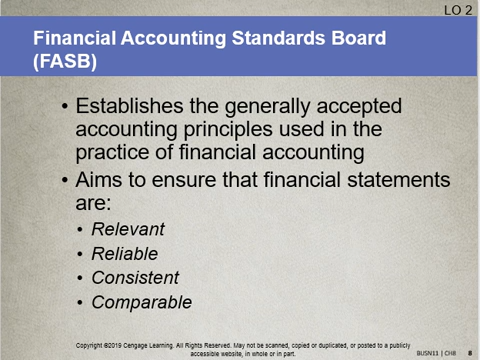 LO 2
Financial Accounting Standards Board
(FASB)
• Establishes the generally accepted
accounting principles used in the
practice of financial accounting
• Aims to ensure that financial statements
are:
• Relevant
• Reliable
• Consistent
• Comparable
Copyright ©2019 Cengage Learning. All Rights Reserved. May not be scanned, copied or duplicated, or posted to a publicly
accessible website, in whole or in part.
BUSN11 | CH8 8